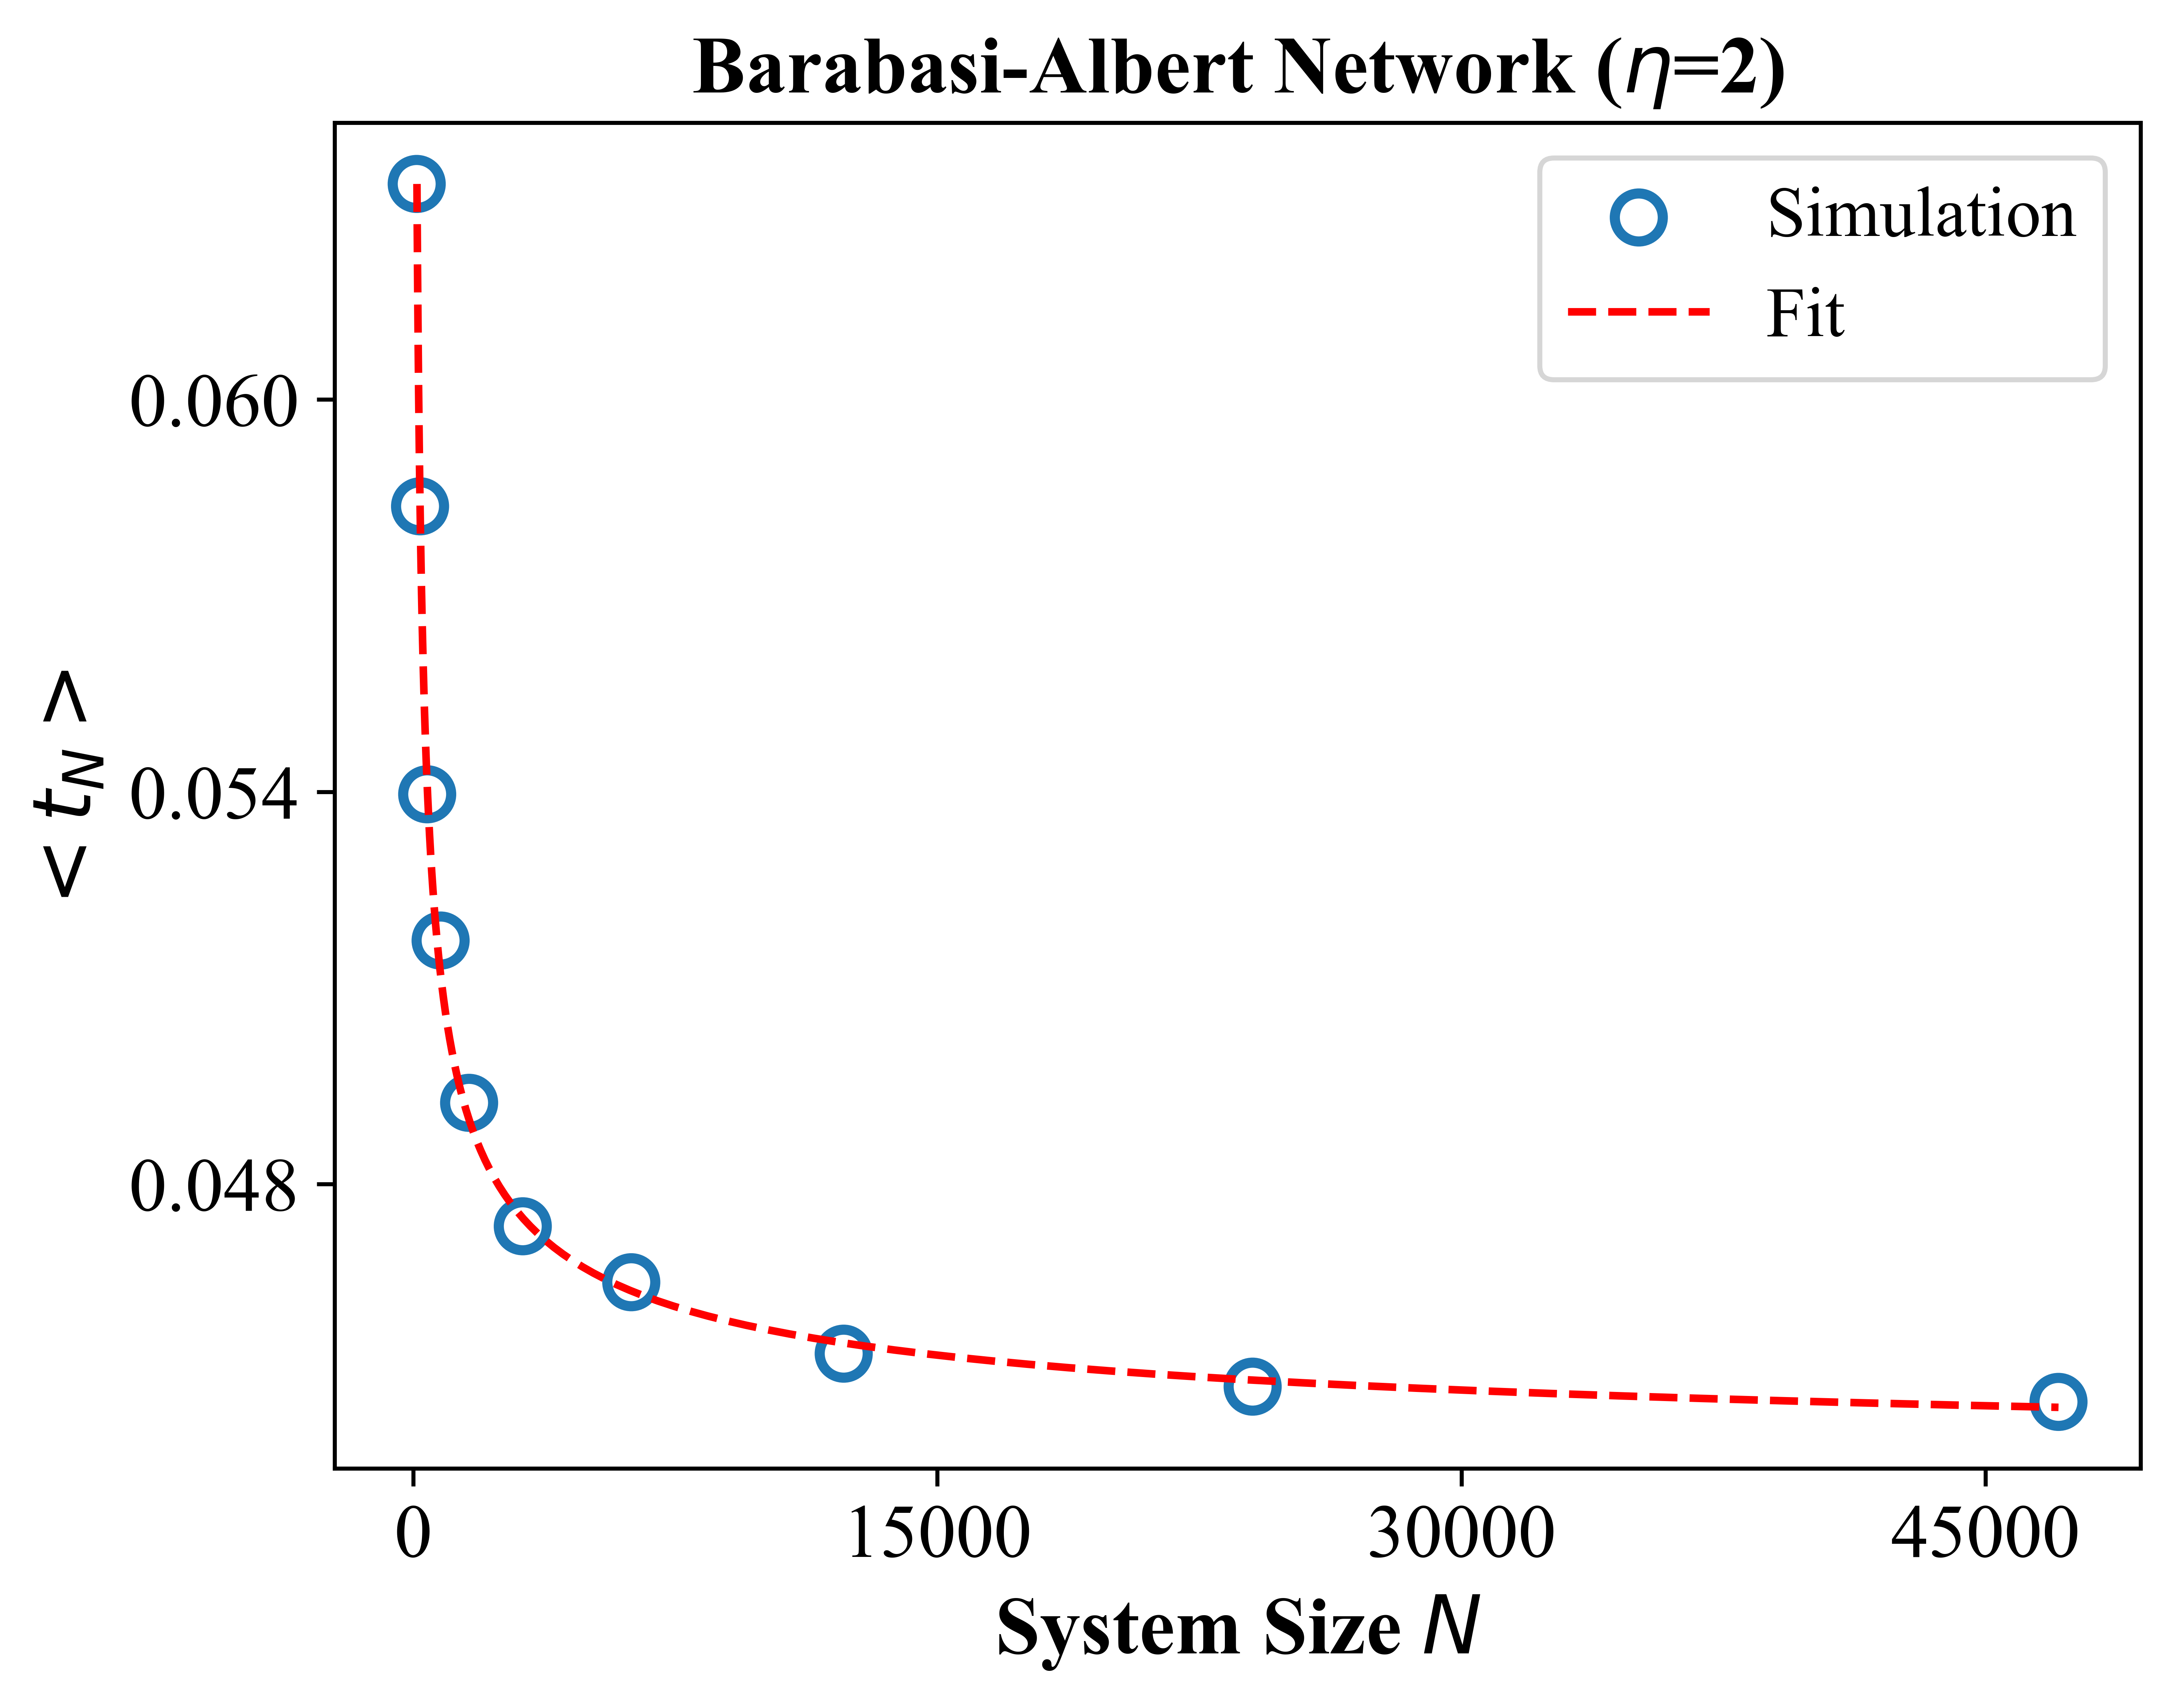 Barabasi-Albert Network (η=2)
Simulation
Fit
0.060
0.054
0.048
< t_N >
0 15000 30000 45000
System Size N